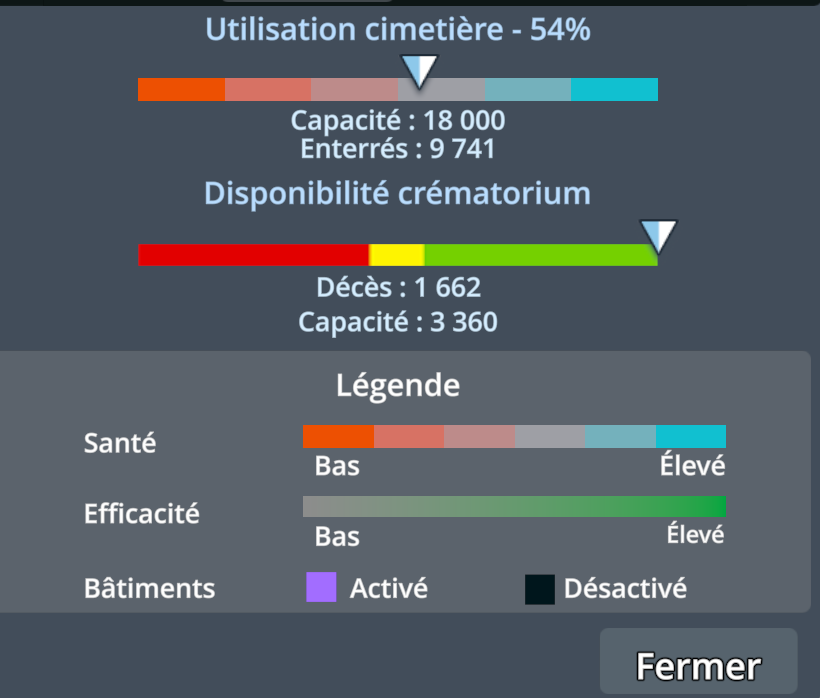 Utilisation cimetière - 54%
Capacité : 18 000
Enterrés : 9 741
Disponibilité crématorium
Décès : 1 662
Capacité : 3 360
Légende
Santé
Bas
Élevé
Efficacité
Bas
Élevé
Bâtiments
Activé
Désactivé
Fermer